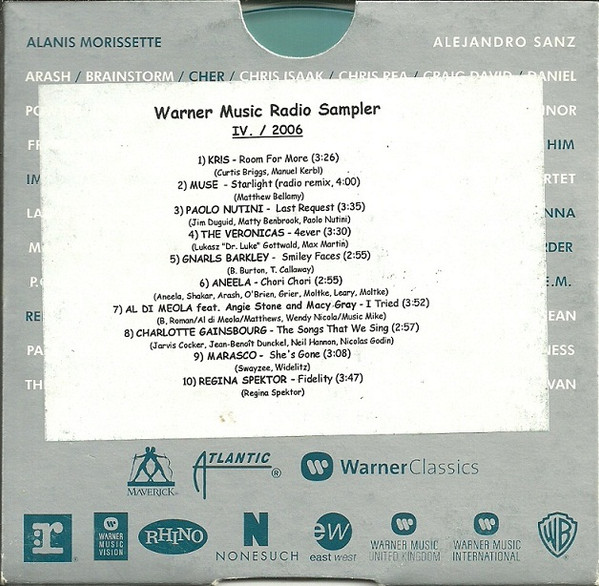 ALANIS MORISSETTE
ALEJANDRO SANZ
ARASH / BRAINSTORM / CHER / CHRIS ISAAK / CHRIS REA / CRAIG DAVID / DANIEL
Warner Music Radio Sampler
IV. / 2006
1) KRIS - Room For More (3:26)
(Curtis Briggs, Manuel Kerbl)
2) MUSE - Starlight (radio remix, 4:00)
(Matthew Bellamy)
3) PAOLO NUTINI - Last Request (3:35)
(Jim Duguid, Matty Benbrook, Paolo Nutini)
4) THE VERONICAS - 4ever (3:30)
(Lukasz "Dr. Luke" Gottwald, Max Martin)
5) GNARLS BARKLEY - Smiley Faces (2:55)
(B. Burton, T. Callaway)
6) ANEELA - Chori Chori (2:55)
(Aneela, Shakar, Arash, O'Brien, Grier, Moltke, Leary, Moltke)
7) AL DI MEOLA feat. Angie Stone and Macy Gray - I Tried (3:52)
(B, Roman/Al di Meola/Matthews, Wendy Nicola/Music Mike)
8) CHARLOTTE GAINSBOURG - The Songs That We Sing (2:57)
(Jarvis Cocker, Jean-Benoît Dunckel, Neil Hannon, Nicolas Godin)
9) MARASCO - She's Gone (3:08)
(Swayzee, Widelitz)
10) REGINA SPEKTOR - Fidelity (3:47)
(Regina Spektor)
HIM
MAVERICK
ATLANTIC ®
WarnerClassics
WARNER MUSIC VISION
RHINO
NONESUCH
ew
east west
WARNER MUSIC
UNITED KINGDOM
WARNER MUSIC
INTERNATIONAL
WB